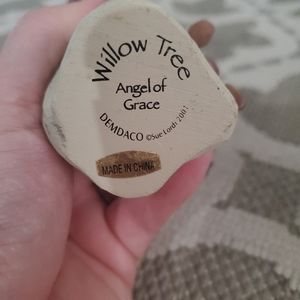 Willow Tree
Angel of
Grace
DEMDACO ©Sue Lordi 2001
MADE IN CHINA